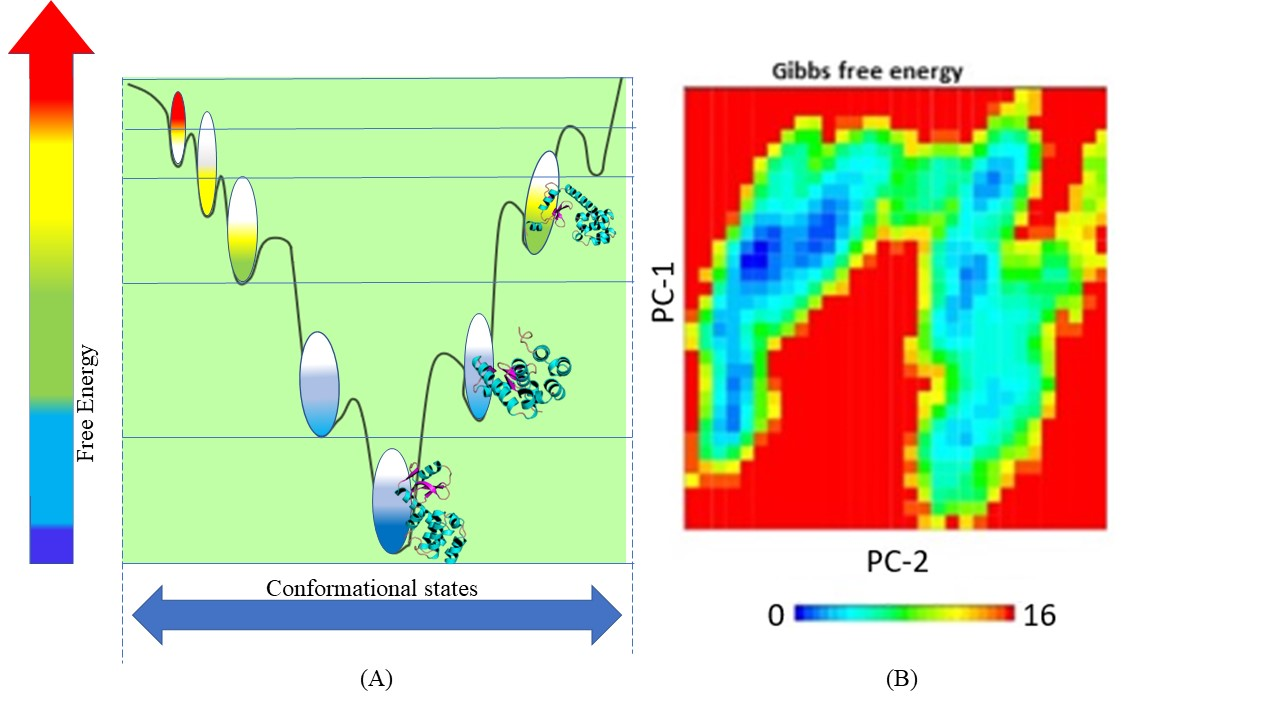 Free Energy
Conformational states
(A)
Gibbs free energy
PC-1
PC-2
0 16
(B)